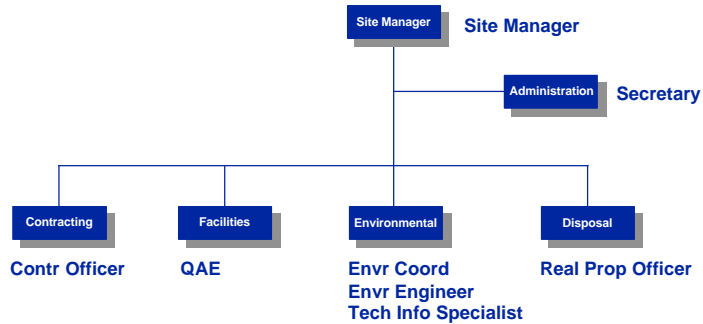 Site Manager
Site Manager
Administration
Secretary
Contracting
Facilities
Environmental
Disposal
Contr Officer
QAE
Envr Coord
Real Prop Officer
Envr Engineer
Tech Info Specialist